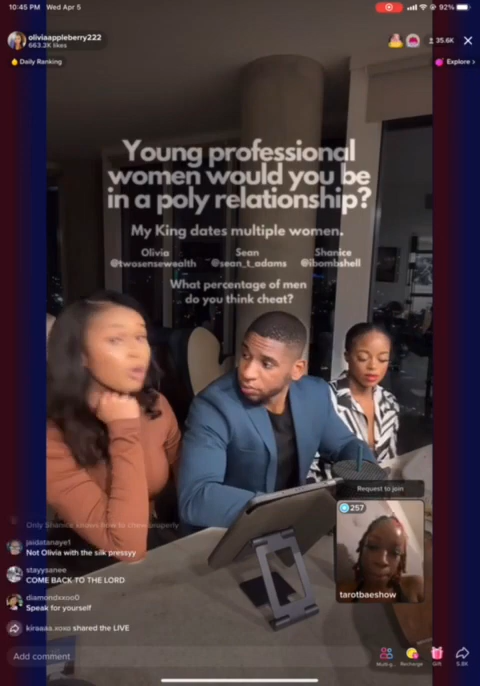 10:45 PM Wed Apr 5
92%
oliviaappleberry222
663.2K likes
35.6K
Daily Ranking
Explore >
Young professional
women would you be
in a poly relationship?
My King dates multiple women.
Olivia Sean Shanice
@twosensewealth @sean_t_adams @ibombshell
What percentage of men
do you think cheat?
Request to join
257
tarotbaeshow
Only Shanice knows how to chew properly
jaidatanaye1
Not Olivia with the silk pressyy
stayysanee
COME BACK TO THE LORD
diamondxxoo0
Speak for yourself
kiraaaa.xoxo shared the LIVE
Add comment
Multi-g... Recharge Gift 5.8K